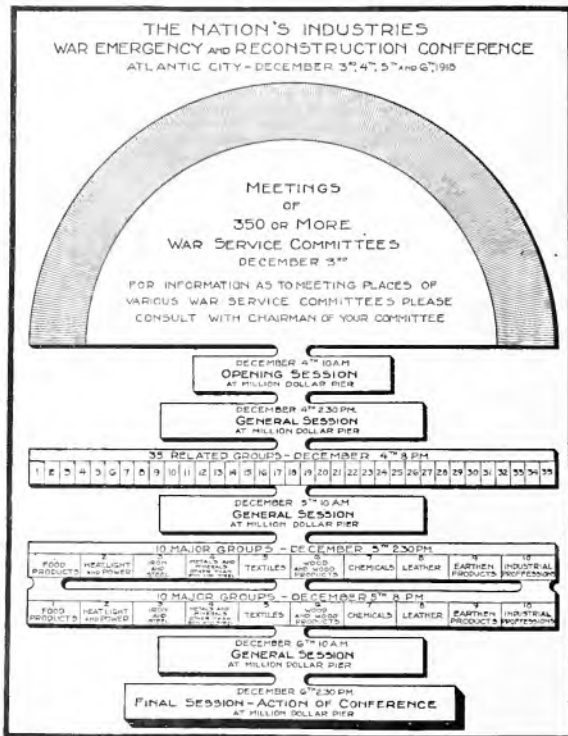 THE NATION'S INDUSTRIES
WAR EMERGENCY AND RECONSTRUCTION CONFERENCE
ATLANTIC CITY - DECEMBER 3RD, 4TH, 5TH AND 6TH, 1918
MEETINGS
OF
350 OR MORE
WAR SERVICE COMMITTEES
DECEMBER 3RD
FOR INFORMATION AS TO MEETING PLACES OF
VARIOUS WAR SERVICE COMMITTEES PLEASE
CONSULT WITH CHAIRMAN OF YOUR COMMITTEE
DECEMBER 4TH 10 A.M.
OPENING SESSION
AT MILLION DOLLAR PIER
DECEMBER 4TH 2.30 P.M.
GENERAL SESSION
AT MILLION DOLLAR PIER
35 RELATED GROUPS - DECEMBER 4TH 8 P.M.
1 2 3 4 5 6 7 8 9 10 11 12 13 14 15 16 17 18 19 20 21 22 23 24 25 26 27 28 29 30 31 32 33 34 35
DECEMBER 5TH 10 A.M.
GENERAL SESSION
AT MILLION DOLLAR PIER
10 MAJOR GROUPS - DECEMBER 5TH 2.30 P.M.
1 2 3 4 5 6 7 8 9 10
FOOD PRODUCTS HEAT LIGHT AND POWER IRON AND STEEL METALS AND MINERALS OTHER THAN TEXTILES WOOD AND WOOD PRODUCTS CHEMICALS LEATHER EARTHEN PRODUCTS INDUSTRIAL PROFFESSIONS
10 MAJOR GROUPS - DECEMBER 5TH 8 P.M.
1 2 3 4 5 6 7 8 9 10
FOOD PRODUCTS HEAT LIGHT AND POWER IRON AND STEEL METALS AND MINERALS OTHER THAN TEXTILES WOOD AND WOOD PRODUCTS CHEMICALS LEATHER EARTHEN PRODUCTS INDUSTRIAL PROFFESSIONS
DECEMBER 6TH 10 A.M.
GENERAL SESSION
AT MILLION DOLLAR PIER
DECEMBER 6TH 2.30 P.M.
FINAL SESSION - ACTION OF CONFERENCE
AT MILLION DOLLAR PIER